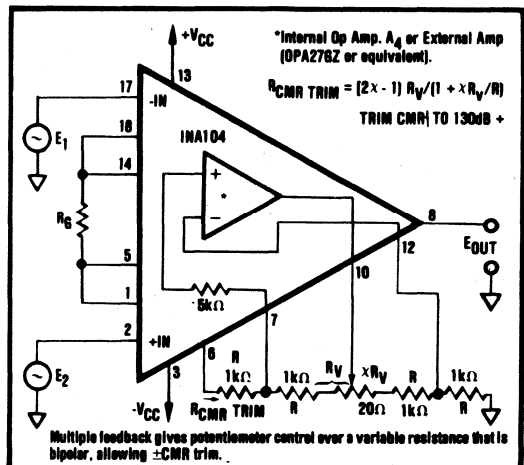 +VCC
*Internal Op Amp. A4 or External Amp
(OPA27GZ or equivalent).
RCMR TRIM = (2X - 1) RV/(1 + XRV/R)
TRIM CMR TO 130dB +
13
17
-IN
E1
18
INA104
14
+
*
−
RG
8
12
EOUT
5
10
1
5kΩ
7
2
+IN
6
3
E2
-VCC
R
1kΩ
RCMR TRIM
1kΩ
R
RV
XRV
20Ω
R
1kΩ
1kΩ
R
Multiple feedback gives potentiometer control over a variable resistance that is
bipolar, allowing ±CMR trim.